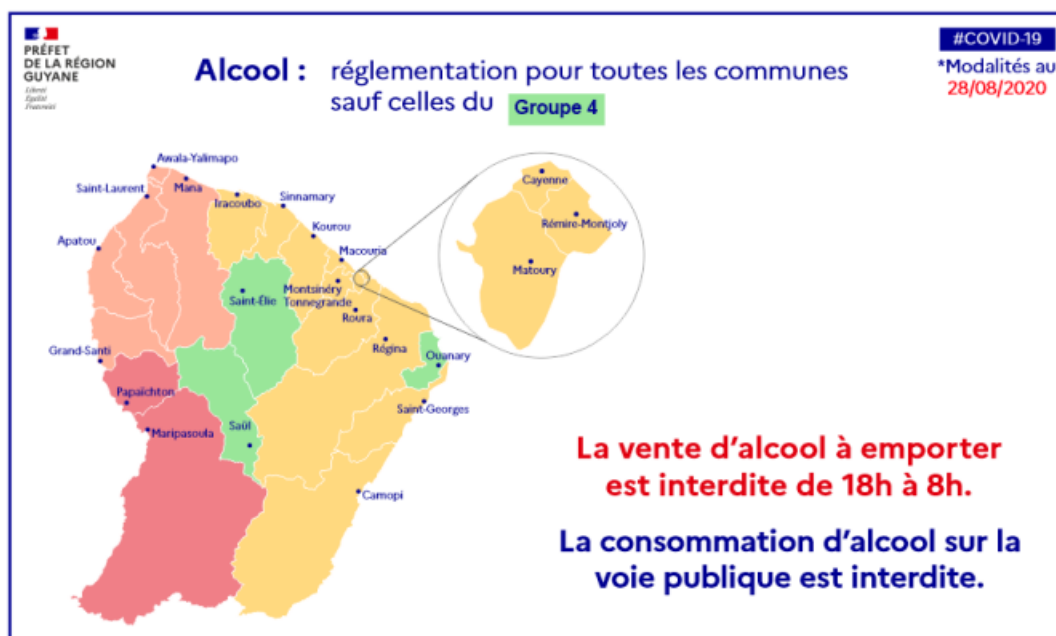 PRÉFET
DE LA RÉGION
GUYANE
Liberté
Égalité
Fraternité
#COVID-19
*Modalités au
28/08/2020
Alcool : réglementation pour toutes les communes
sauf celles du Groupe 4
Awala-Yalimapo
Saint-Laurent
Mana
Iracoubo
Sinnamary
Kourou
Apatou
Macouria
Cayenne
Rémire-Montjoly
Matoury
Saint-Élie
Montsinéry
Tonnegrande
Roura
Régina
Grand-Santi
Ouanary
Papaïchton
Saint-Georges
Maripasoula
Saül
Camopi
La vente d'alcool à emporter
est interdite de 18h à 8h.
La consommation d'alcool sur la
voie publique est interdite.